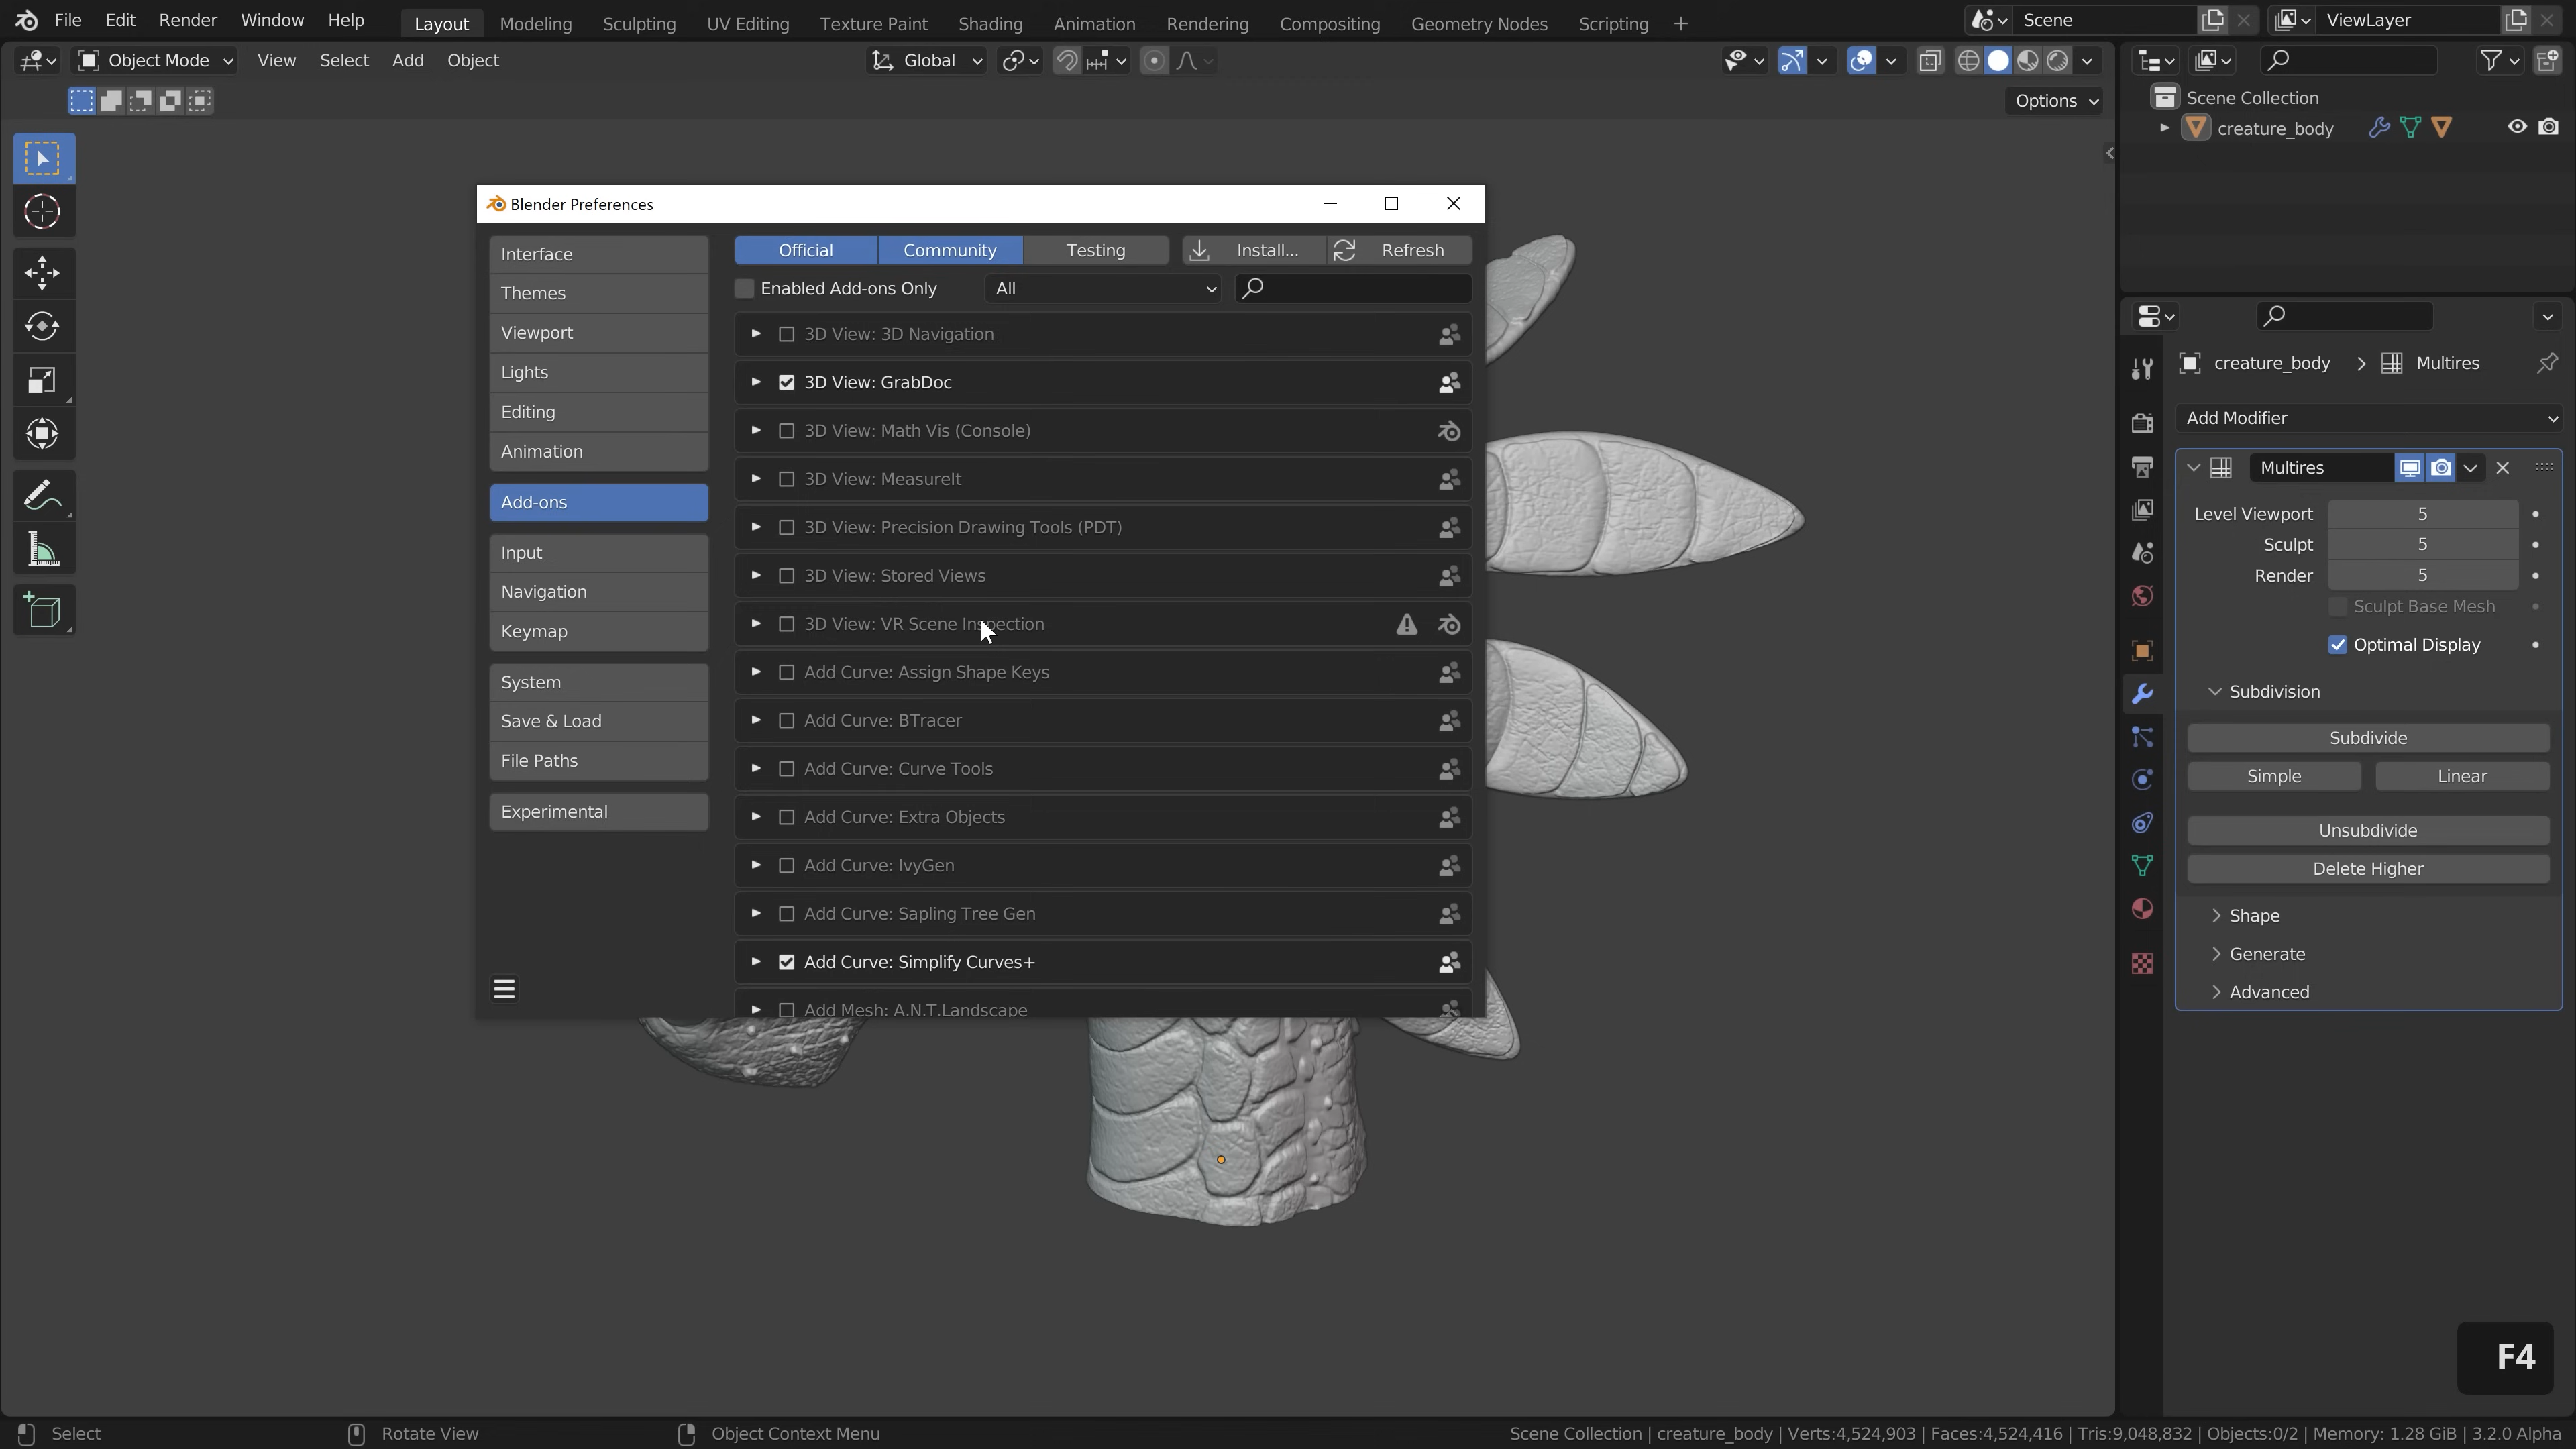 File Edit Render Window Help Layout Modeling Sculpting UV Editing Texture Paint Shading Animation Rendering Compositing Geometry Nodes Scripting + Scene ViewLayer
Object Mode View Select Add Object Global
Options
Scene Collection
creature_body
Blender Preferences
Interface
Themes
Viewport
Lights
Editing
Animation
Add-ons
Input
Navigation
Keymap
System
Save & Load
File Paths
Experimental
Official Community Testing Install... Refresh
Enabled Add-ons Only All
3D View: 3D Navigation
3D View: GrabDoc
3D View: Math Vis (Console)
3D View: MeasureIt
3D View: Precision Drawing Tools (PDT)
3D View: Stored Views
3D View: VR Scene Inspection
Add Curve: Assign Shape Keys
Add Curve: BTracer
Add Curve: Curve Tools
Add Curve: Extra Objects
Add Curve: IvyGen
Add Curve: Sapling Tree Gen
Add Curve: Simplify Curves+
Add Mesh: A.N.T.Landscape
creature_body Multires
Add Modifier
Multires
Level Viewport 5
Sculpt 5
Render 5
Sculpt Base Mesh
Optimal Display
Subdivision
Subdivide
Simple Linear
Unsubdivide
Delete Higher
Shape
Generate
Advanced
F4
Select Rotate View Object Context Menu Scene Collection | creature_body | Verts:4,524,903 | Faces:4,524,416 | Tris:9,048,832 | Objects:0/2 | Memory: 1.28 GiB | 3.2.0 Alpha